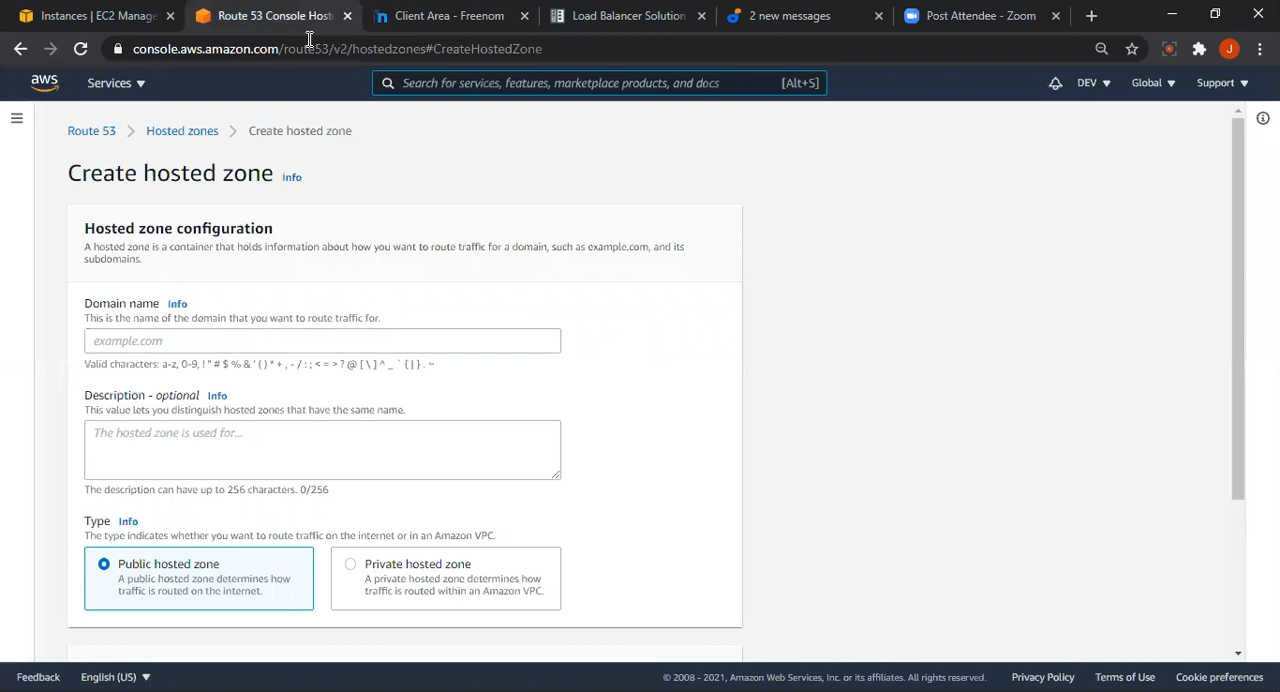 Instances | EC2 Manage
Route 53 Console Host
Client Area - Freenom
Load Balancer Solution
2 new messages
Post Attendee - Zoom
console.aws.amazon.com/route53/v2/hostedzones#CreateHostedZone
J
aws
Services
Search for services, features, marketplace products, and docs
[Alt+S]
DEV
Global
Support
Route 53
Hosted zones
Create hosted zone
Create hosted zone Info
Hosted zone configuration
A hosted zone is a container that holds information about how you want to route traffic for a domain, such as example.com, and its
subdomains.
Domain name Info
This is the name of the domain that you want to route traffic for.
example.com
Valid characters: a-z, 0-9, ! " # $ % & ' ( ) * + , - / : ; < = > ? @ [ \ ] ^ _ ` { | } . ~
Description - optional Info
This value lets you distinguish hosted zones that have the same name.
The hosted zone is used for...
The description can have up to 256 characters. 0/256
Type Info
The type indicates whether you want to route traffic on the internet or in an Amazon VPC.
Public hosted zone
A public hosted zone determines how
traffic is routed on the internet.
Private hosted zone
A private hosted zone determines how
traffic is routed within an Amazon VPC.
Feedback
English (US)
© 2008 - 2021, Amazon Web Services, Inc. or its affiliates. All rights reserved.
Privacy Policy
Terms of Use
Cookie preferences